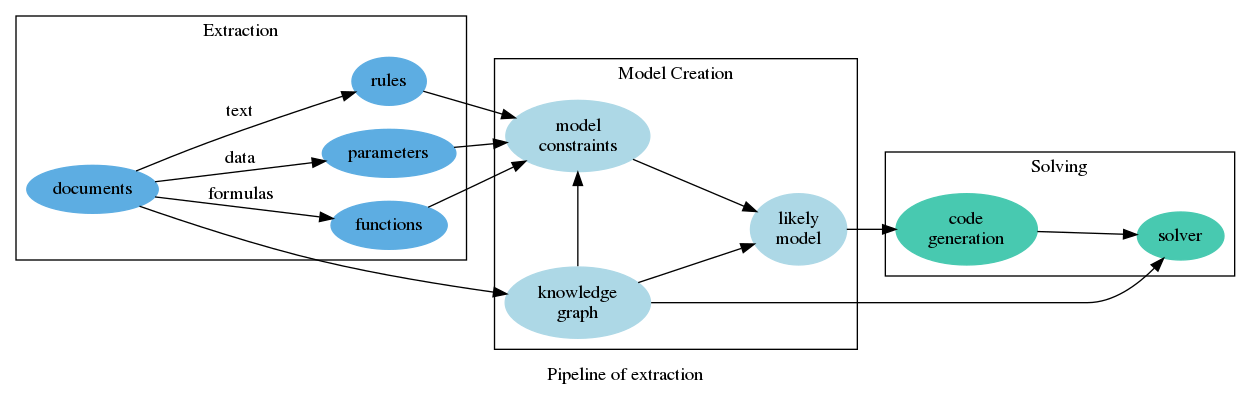 Extraction
rules
text
parameters
data
documents
formulas
functions
Model Creation
model
constraints
likely
model
knowledge
graph
Solving
code
generation
solver
Pipeline of extraction